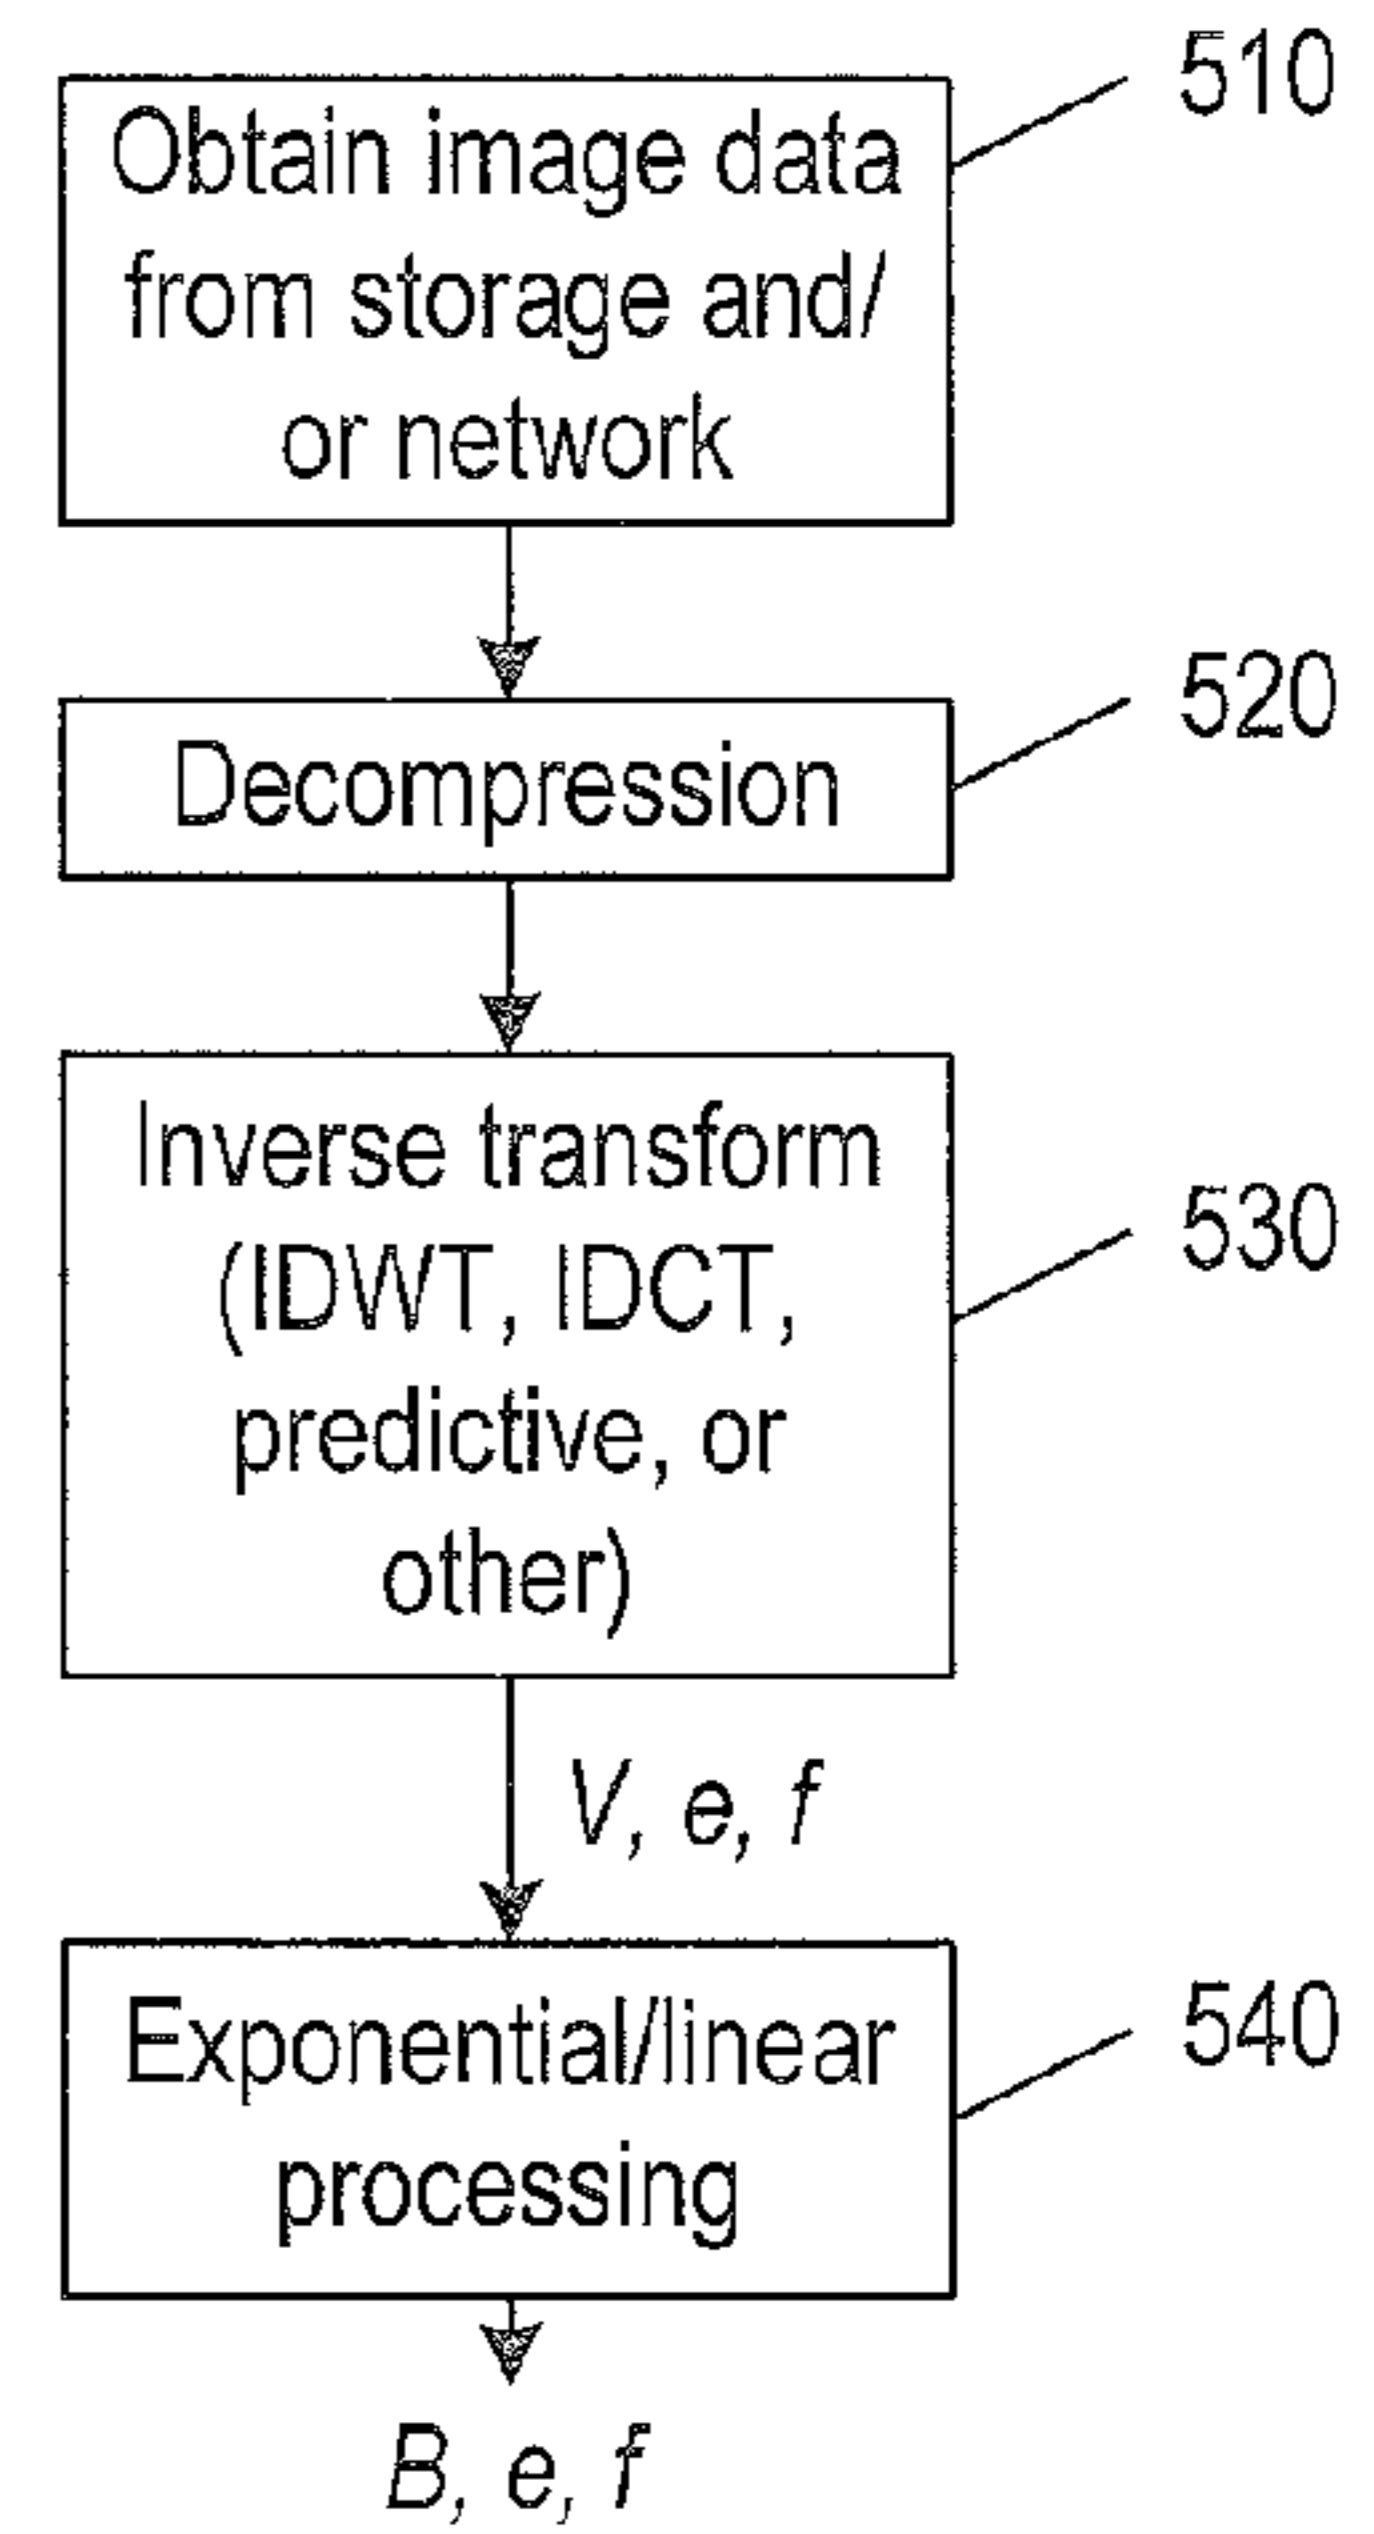 510
Obtain image data
from storage and/
or network
520
Decompression
Inverse transform
530
(IDWT, IDCT,
predictive, or
other)
V, e, f
Exponential/linear
540
processing
B, e, f